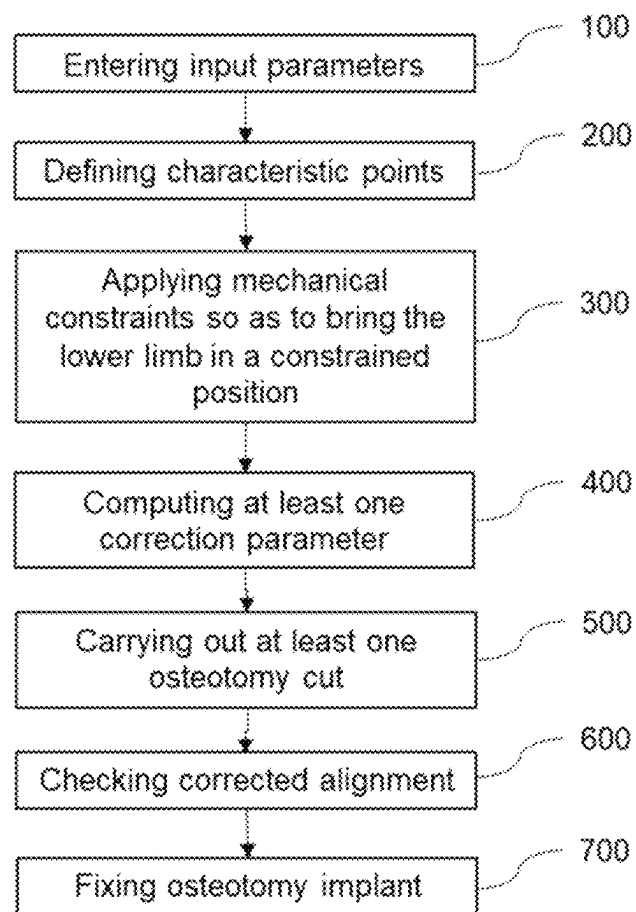 100
Entering input parameters
200
Defining characteristic points
300
Applying mechanical
constraints so as to bring the
lower limb in a constrained
position
400
Computing at least one
correction parameter
500
Carrying out at least one
osteotomy cut
600
Checking corrected alignment
700
Fixing osteotomy implant